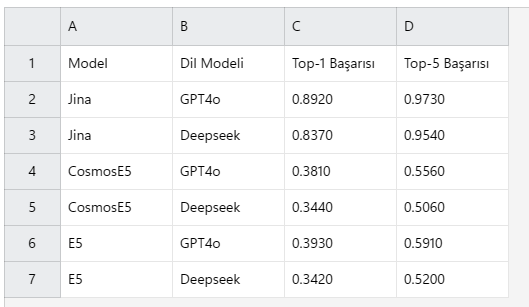 A B C D
1 Model Dil Modeli Top-1 Başarısı Top-5 Başarısı
2 Jina GPT4o 0.8920 0.9730
3 Jina Deepseek 0.8370 0.9540
4 CosmosE5 GPT4o 0.3810 0.5560
5 CosmosE5 Deepseek 0.3440 0.5060
6 E5 GPT4o 0.3930 0.5910
7 E5 Deepseek 0.3420 0.5200